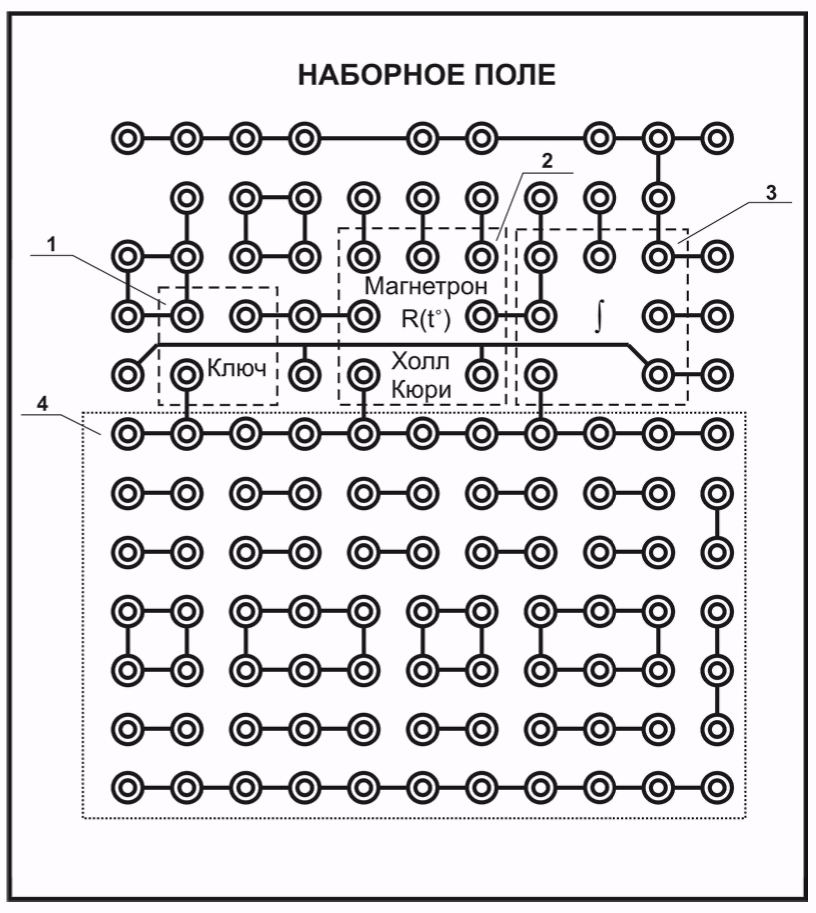 НАБОРНОЕ ПОЛЕ
2
3
1
Магнетрон
R(t°)
∫
Ключ
Холл
Кюри
4